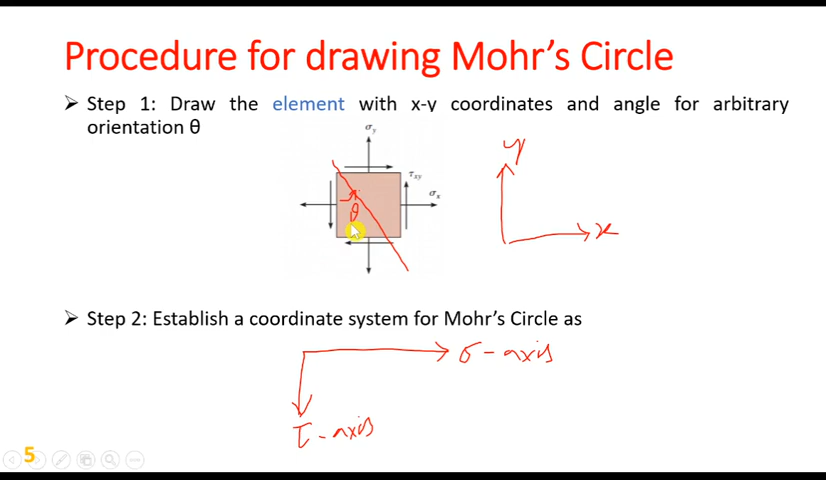 Procedure for drawing Mohr's Circle
➤ Step 1: Draw the element with x-y coordinates and angle for arbitrary
orientation θ
σy
τxy
σx
θ
y
x
➤ Step 2: Establish a coordinate system for Mohr's Circle as
σ - axis
τ - axis
5